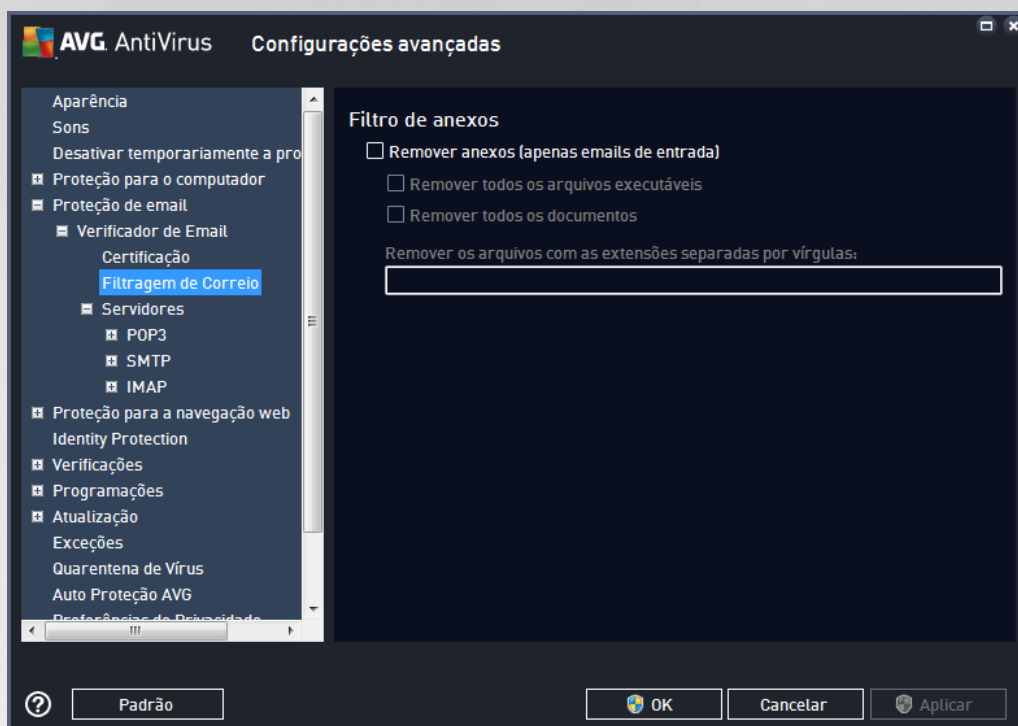 AVG AntiVirus Configurações avançadas
Aparência
Sons
Desativar temporariamente a pro
Proteção para o computador
Proteção de email
Verificador de Email
Certificação
Filtragem de Correio
Servidores
POP3
SMTP
IMAP
Proteção para a navegação web
Identity Protection
Verificações
Programações
Atualização
Exceções
Quarentena de Vírus
Auto Proteção AVG
Preferências de Privacidade
Filtro de anexos
Remover anexos (apenas emails de entrada)
Remover todos os arquivos executáveis
Remover todos os documentos
Remover os arquivos com as extensões separadas por vírgulas:
? Padrão OK Cancelar Aplicar